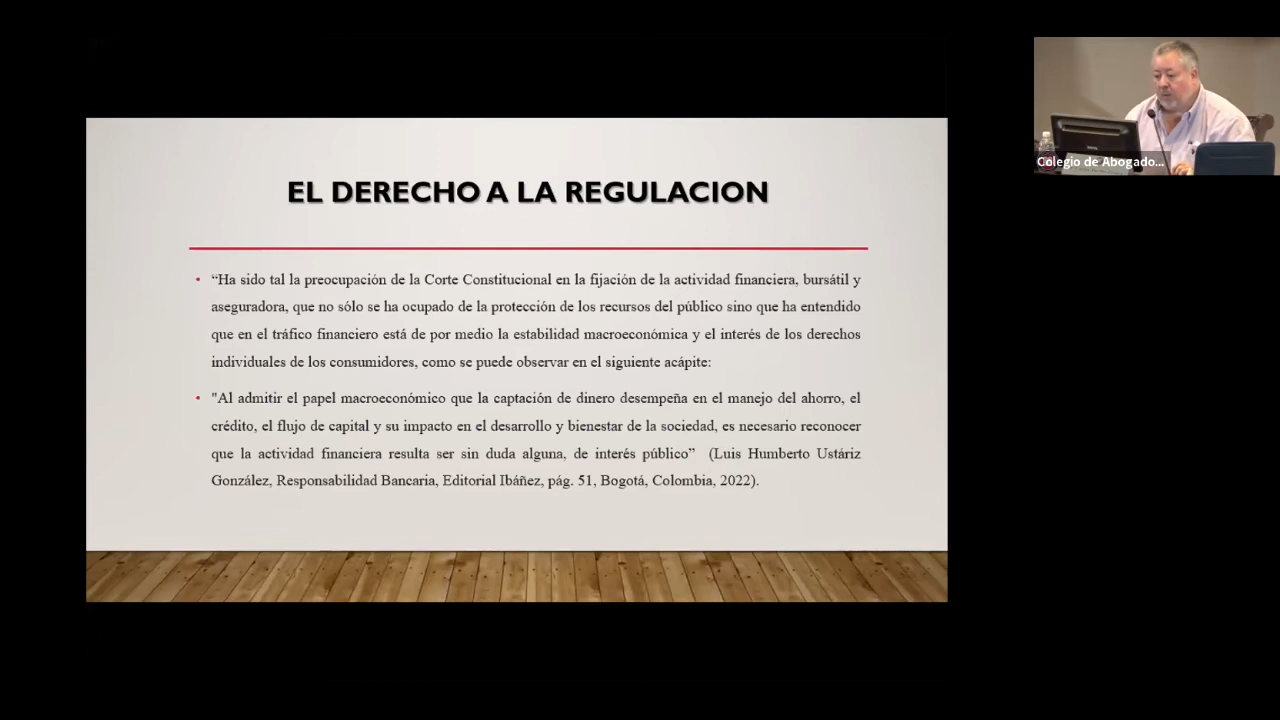 EL DERECHO A LA REGULACION
• “Ha sido tal la preocupación de la Corte Constitucional en la fijación de la actividad financiera, bursátil y
aseguradora, que no sólo se ha ocupado de la protección de los recursos del público sino que ha entendido
que en el tráfico financiero está de por medio la estabilidad macroeconómica y el interés de los derechos
individuales de los consumidores, como se puede observar en el siguiente acápite:
• "Al admitir el papel macroeconómico que la captación de dinero desempeña en el manejo del ahorro, el
crédito, el flujo de capital y su impacto en el desarrollo y bienestar de la sociedad, es necesario reconocer
que la actividad financiera resulta ser sin duda alguna, de interés público” (Luis Humberto Ustáriz
González, Responsabilidad Bancaria, Editorial Ibáñez, pág. 51, Bogotá, Colombia, 2022).
Colegio de Abogado...